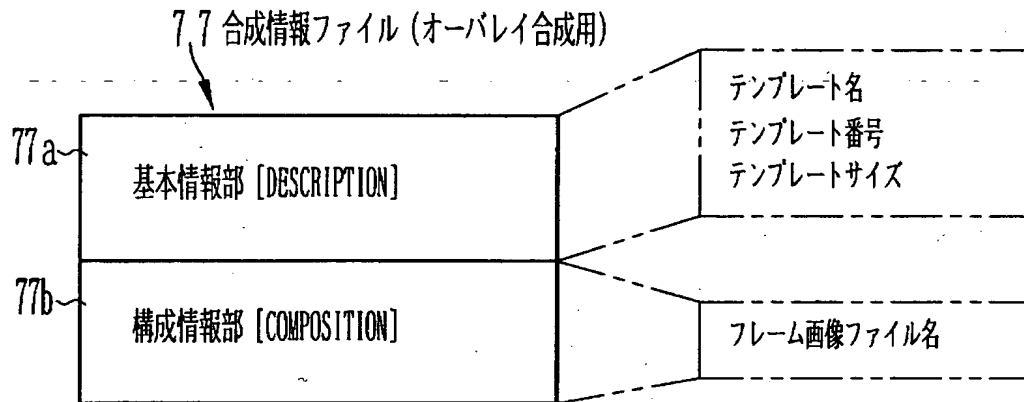 77 合成情報ファイル (オーバレイ合成用)
77a
基本情報部 [DESCRIPTION]
テンプレート名
テンプレート番号
テンプレートサイズ
77b
構成情報部 [COMPOSITION]
フレーム画像ファイル名